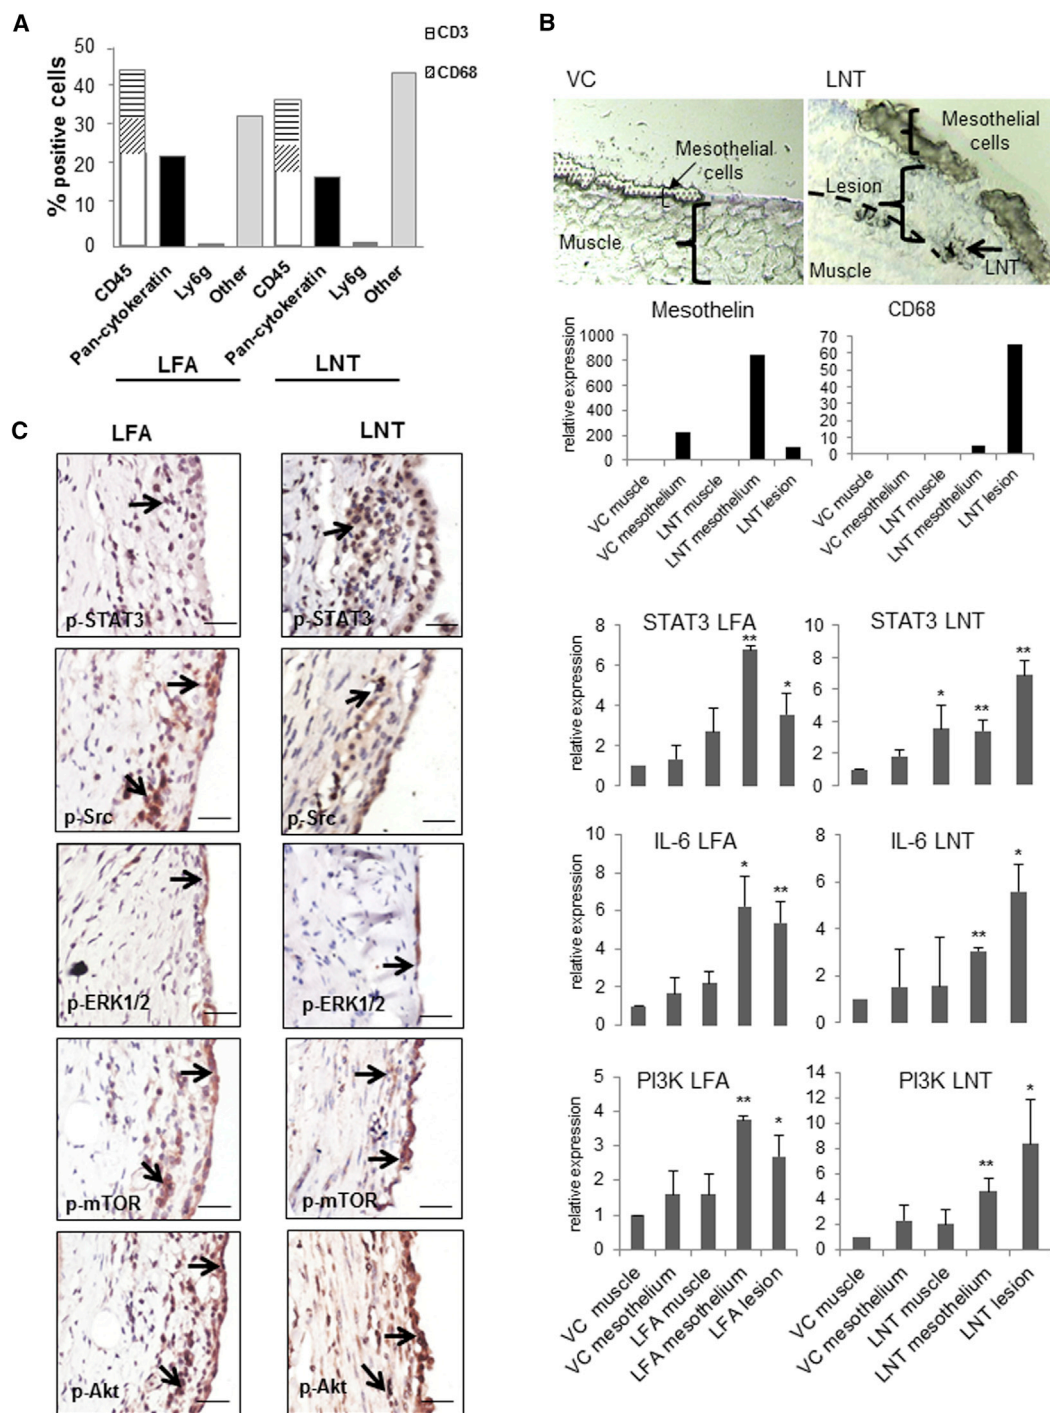 A
% positive cells
50
40
30
20
10
0
CD3
CD68
CD45
Pan-cytokeratin
Ly6g
Other
CD45
Pan-cytokeratin
Ly6g
Other
LFA
LNT
B
VC
LNT
Mesothelial
cells
Muscle
Mesothelial
cells
Lesion
LNT
Muscle
Mesothelin
relative expression
1000
800
600
400
200
0
VC muscle
VC mesothelium
LNT muscle
LNT mesothelium
LNT lesion
CD68
70
60
50
40
30
20
10
0
VC muscle
VC mesothelium
LNT muscle
LNT mesothelium
LNT lesion
STAT3 LFA
relative expression
8
6
4
2
0
**
*
STAT3 LNT
10
8
6
4
2
0
*
**
**
IL-6 LFA
relative expression
10
8
6
4
2
0
*
**
IL-6 LNT
8
6
4
2
0
**
*
PI3K LFA
relative expression
5
4
3
2
1
0
**
*
VC muscle
VC mesothelium
LFA muscle
LFA mesothelium
LFA lesion
PI3K LNT
14
12
10
8
6
4
2
0
**
*
VC muscle
VC mesothelium
LNT muscle
LNT mesothelium
LNT lesion
C
LFA
LNT
p-STAT3
p-STAT3
p-Src
p-Src
p-ERK1/2
p-ERK1/2
p-mTOR
p-mTOR
p-Akt
p-Akt